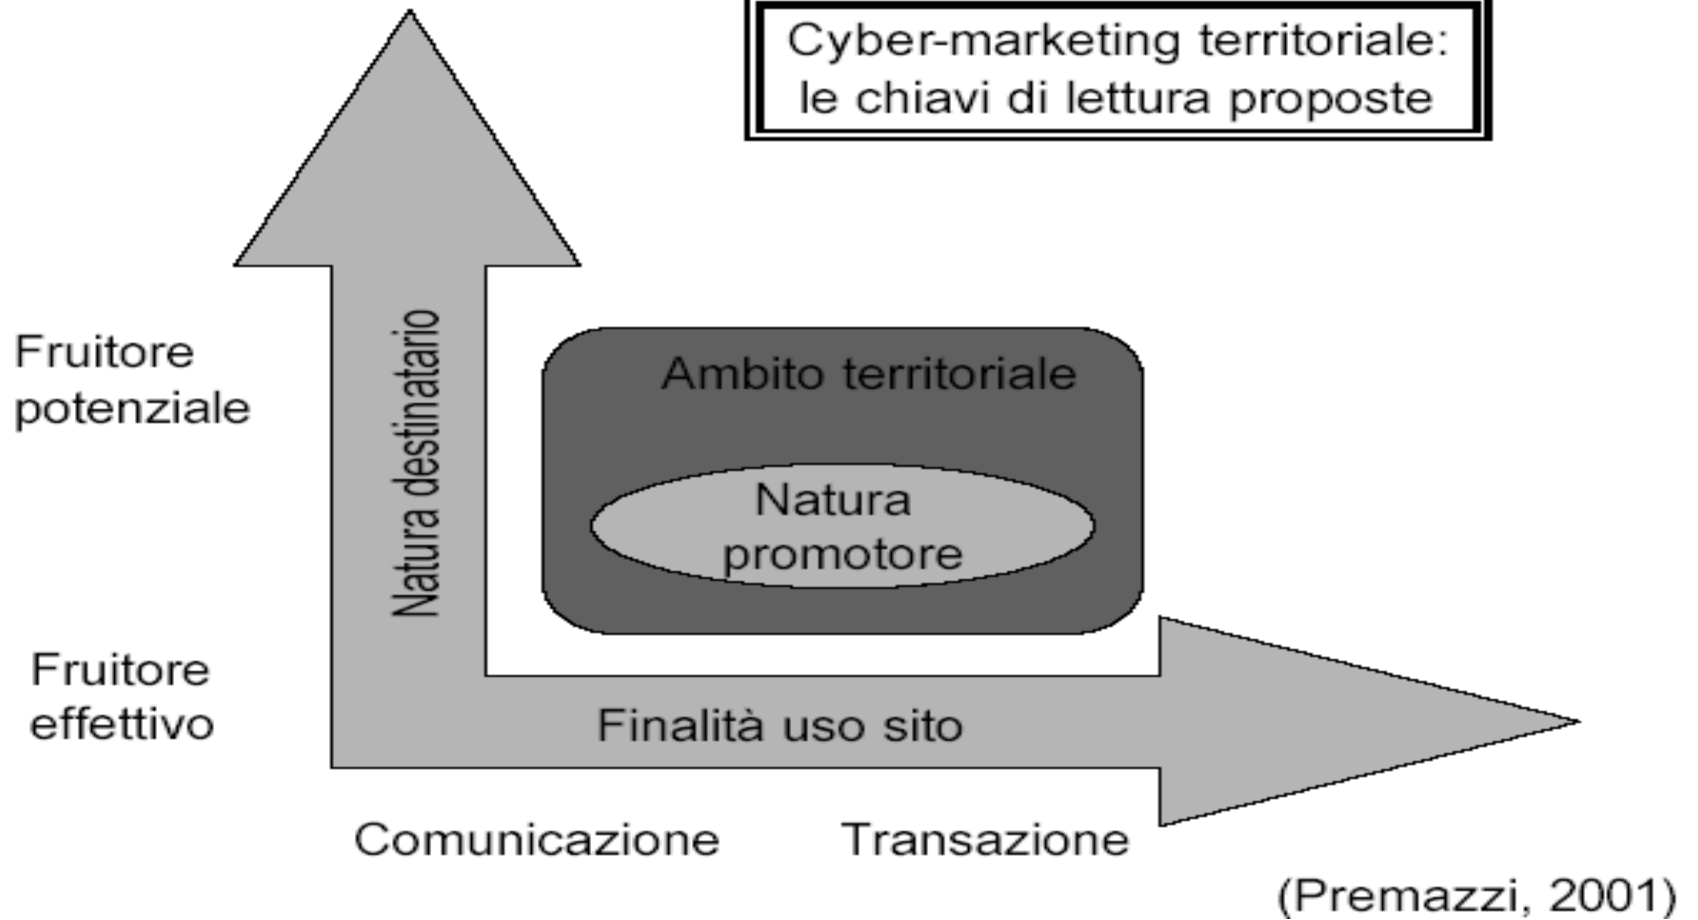 Cyber-marketing territoriale:
le chiavi di lettura proposte
Fruitore
potenziale
Natura destinatario
Ambito territoriale
Natura
promotore
Fruitore
effettivo
Finalità uso sito
Comunicazione
Transazione
(Premazzi, 2001)